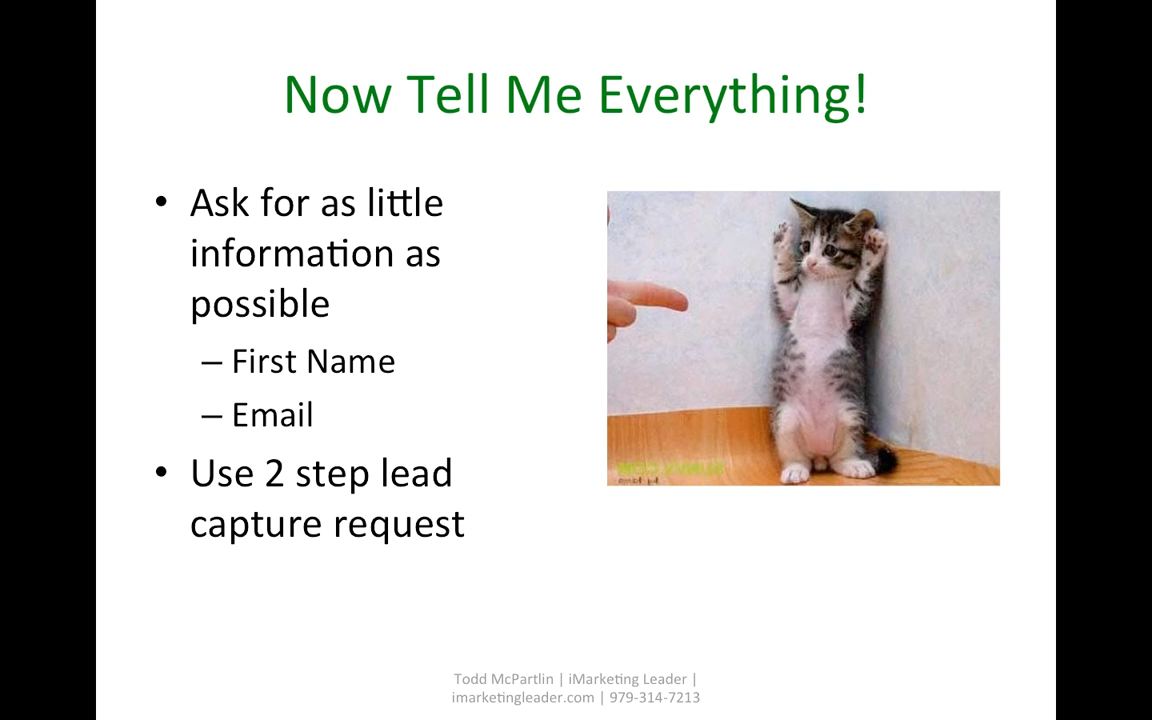 Now Tell Me Everything!
• Ask for as little
information as
possible
– First Name
– Email
• Use 2 step lead
capture request
Todd McPartlin | iMarketing Leader |
imarketingleader.com | 979-314-7213